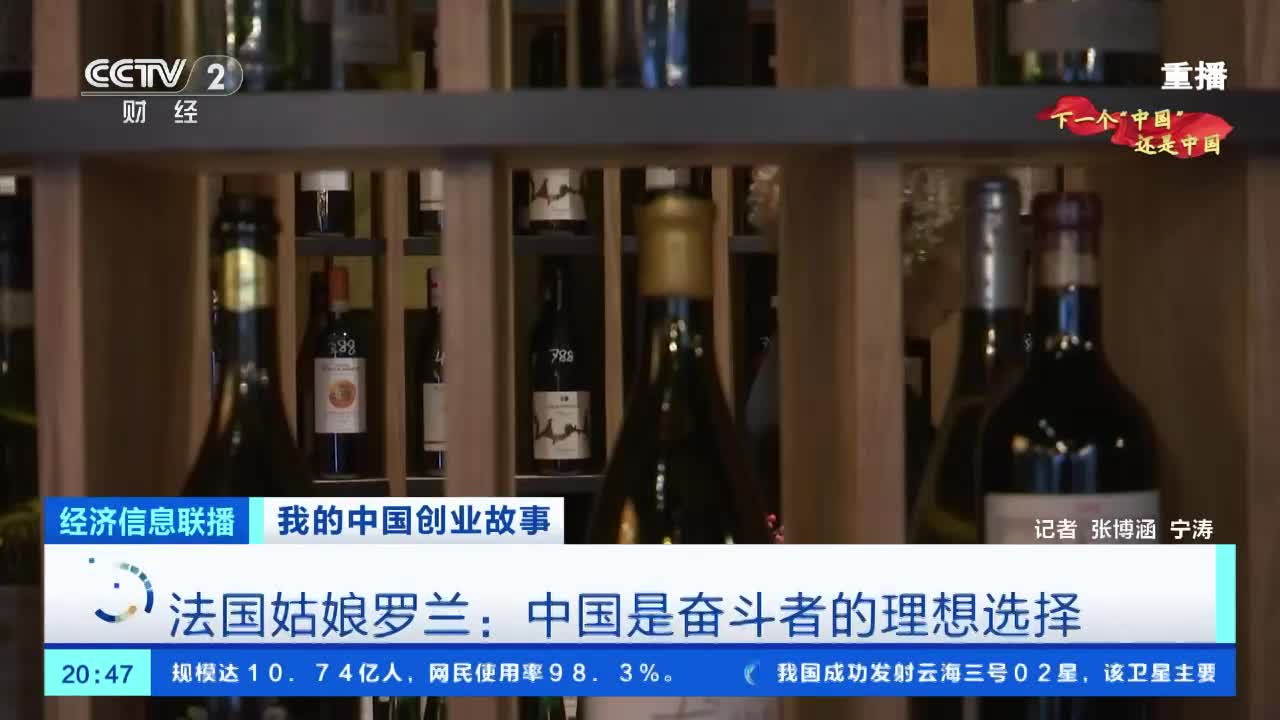 CCTV 2
财 经
重播
下一个“中国”
还是中国
388
788
经济信息联播
我的中国创业故事
记者 张博涵 宁涛
法国姑娘罗兰：中国是奋斗者的理想选择
20:47
规模达10．74亿人，网民使用率98．3%。
我国成功发射云海三号02星，该卫星主要